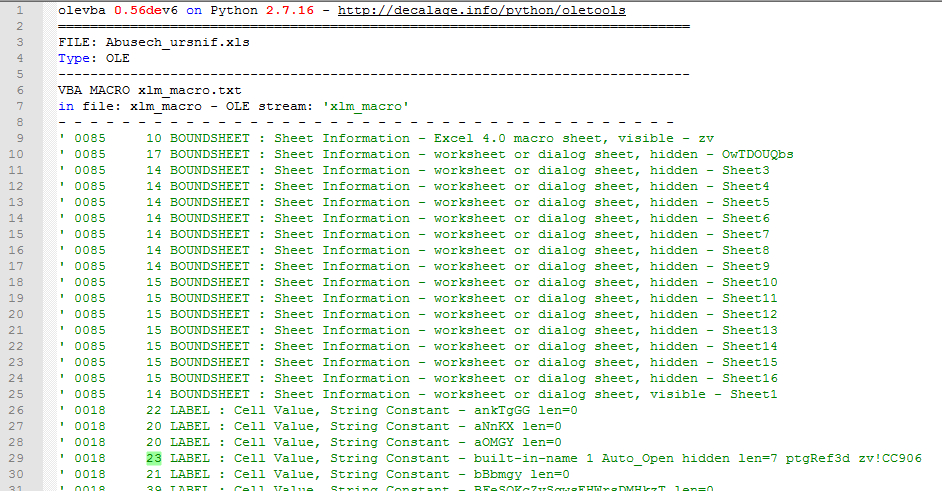 1 olevba 0.56dev6 on Python 2.7.16 - http://decalage.info/python/oletools
2 ===============================================================================
3 FILE: Abusech_ursnif.xls
4 Type: OLE
5 -------------------------------------------------------------------------------
6 VBA MACRO xlm_macro.txt
7 in file: xlm_macro - OLE stream: 'xlm_macro'
8 - - - - - - - - - - - - - - - - - - - - - - - - - - - - - - - - - - - - - - -
9 ' 0085 10 BOUNDSHEET : Sheet Information - Excel 4.0 macro sheet, visible - zv
10 ' 0085 17 BOUNDSHEET : Sheet Information - worksheet or dialog sheet, hidden - OwTDOUQbs
11 ' 0085 14 BOUNDSHEET : Sheet Information - worksheet or dialog sheet, hidden - Sheet3
12 ' 0085 14 BOUNDSHEET : Sheet Information - worksheet or dialog sheet, hidden - Sheet4
13 ' 0085 14 BOUNDSHEET : Sheet Information - worksheet or dialog sheet, hidden - Sheet5
14 ' 0085 14 BOUNDSHEET : Sheet Information - worksheet or dialog sheet, hidden - Sheet6
15 ' 0085 14 BOUNDSHEET : Sheet Information - worksheet or dialog sheet, hidden - Sheet7
16 ' 0085 14 BOUNDSHEET : Sheet Information - worksheet or dialog sheet, hidden - Sheet8
17 ' 0085 14 BOUNDSHEET : Sheet Information - worksheet or dialog sheet, hidden - Sheet9
18 ' 0085 15 BOUNDSHEET : Sheet Information - worksheet or dialog sheet, hidden - Sheet10
19 ' 0085 15 BOUNDSHEET : Sheet Information - worksheet or dialog sheet, hidden - Sheet11
20 ' 0085 15 BOUNDSHEET : Sheet Information - worksheet or dialog sheet, hidden - Sheet12
21 ' 0085 15 BOUNDSHEET : Sheet Information - worksheet or dialog sheet, hidden - Sheet13
22 ' 0085 15 BOUNDSHEET : Sheet Information - worksheet or dialog sheet, hidden - Sheet14
23 ' 0085 15 BOUNDSHEET : Sheet Information - worksheet or dialog sheet, hidden - Sheet15
24 ' 0085 15 BOUNDSHEET : Sheet Information - worksheet or dialog sheet, hidden - Sheet16
25 ' 0085 14 BOUNDSHEET : Sheet Information - worksheet or dialog sheet, visible - Sheet1
26 ' 0018 22 LABEL : Cell Value, String Constant - ankTgGG len=0
27 ' 0018 20 LABEL : Cell Value, String Constant - aNnKX len=0
28 ' 0018 20 LABEL : Cell Value, String Constant - aOMGY len=0
29 ' 0018 23 LABEL : Cell Value, String Constant - built-in-name 1 Auto_Open hidden len=7 ptgRef3d zv!CC906
30 ' 0018 21 LABEL : Cell Value, String Constant - bBbmgy len=0
31 ' 0018 39 LABEL : Cell Value, String Constant - len=0